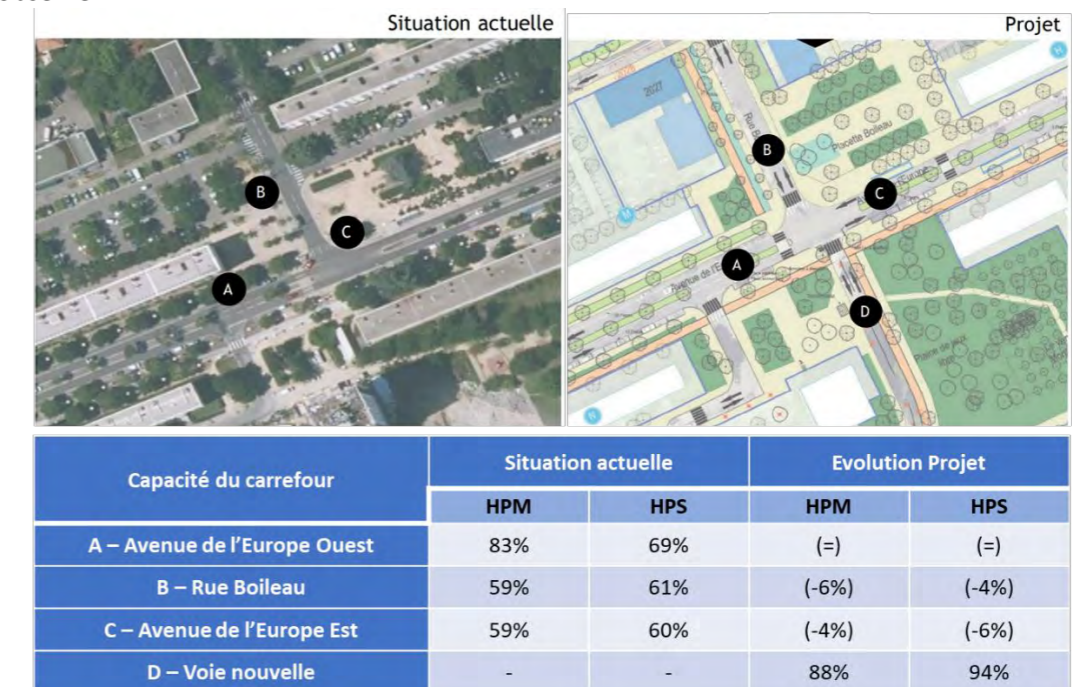 Situation actuelle
Projet
2027
B
Placette Boileau
C
A
D
M
B
C
A
Capacité du carrefour
Situation actuelle
Evolution Projet
HPM
HPS
HPM
HPS
A – Avenue de l'Europe Ouest
83%
69%
(=)
(=)
B – Rue Boileau
59%
61%
(-6%)
(-4%)
C – Avenue de l'Europe Est
59%
60%
(-4%)
(-6%)
D – Voie nouvelle
-
-
88%
94%